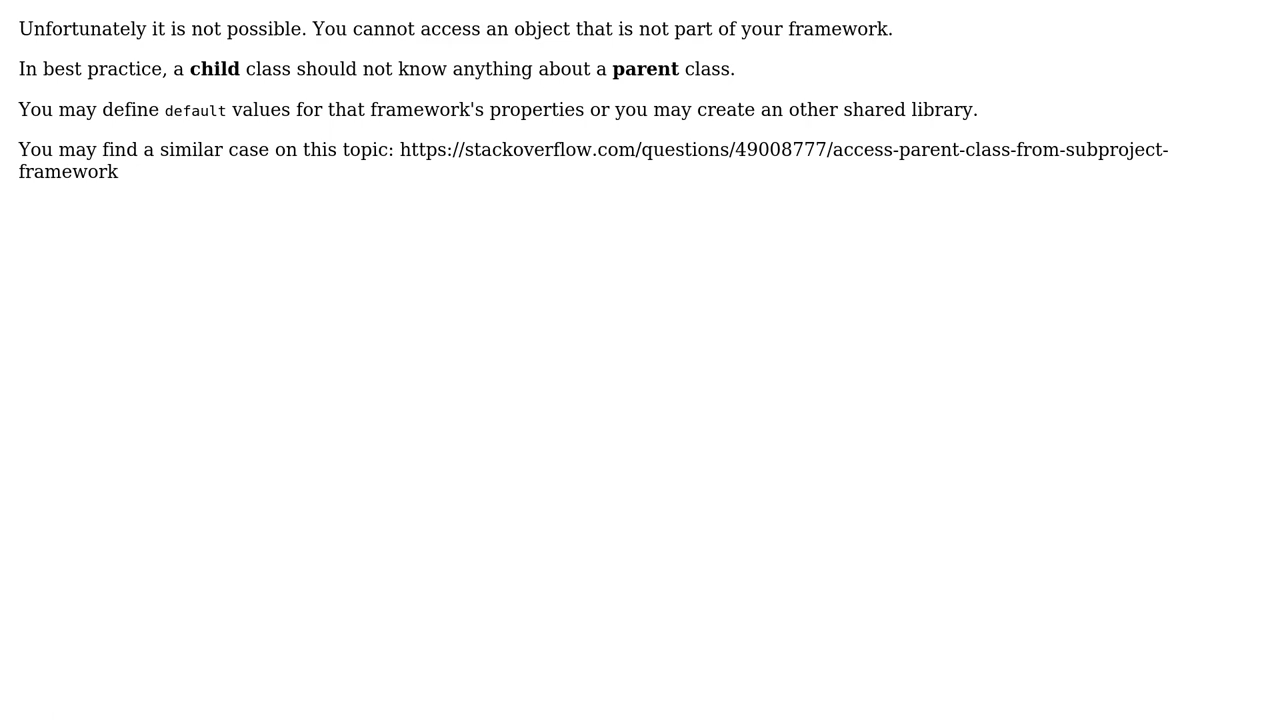 Unfortunately it is not possible. You cannot access an object that is not part of your framework.
In best practice, a child class should not know anything about a parent class.
You may define default values for that framework's properties or you may create an other shared library.
You may find a similar case on this topic: https://stackoverflow.com/questions/49008777/access-parent-class-from-subproject-
framework